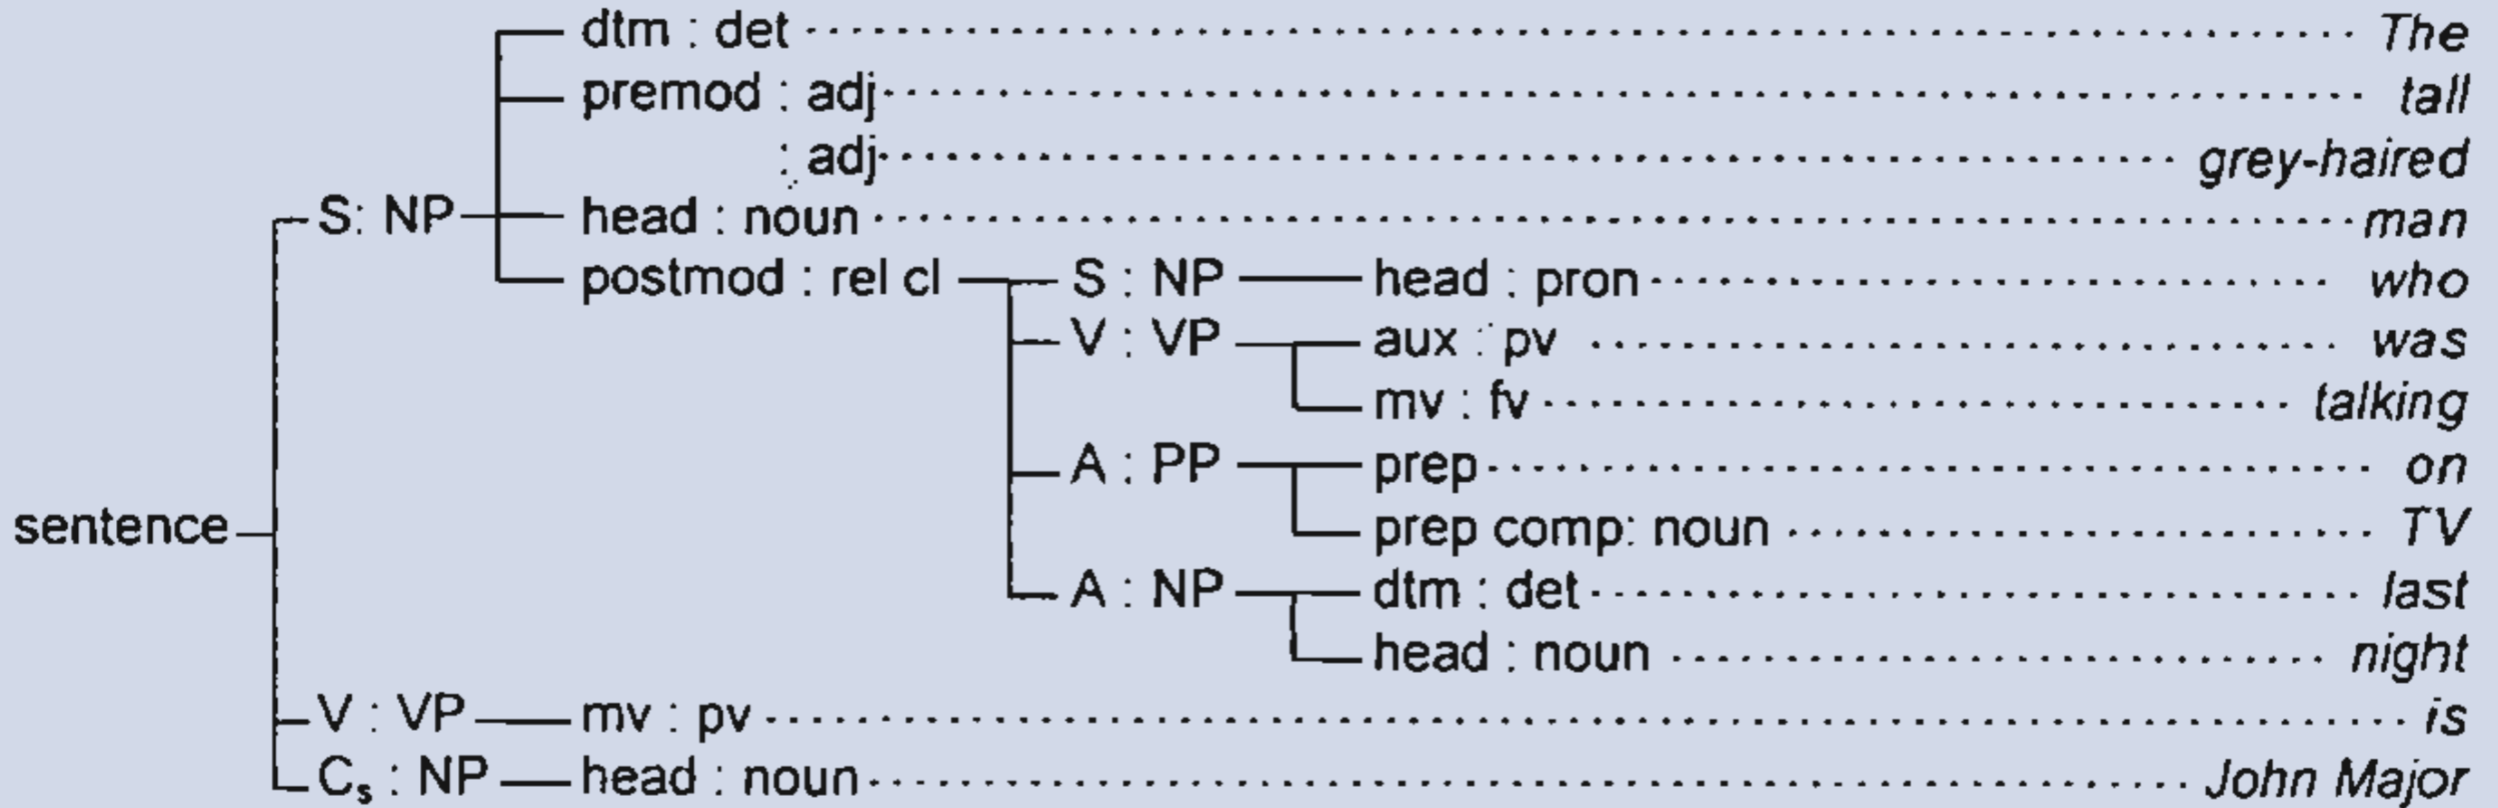 dtm : det The
premod : adj tall
: adj grey-haired
S: NP head : noun man
postmod : rel cl S : NP head : pron who
V : VP aux : pv was
mv : fv talking
A : PP prep on
sentence prep comp: noun TV
A : NP dtm : det last
head : noun night
V : VP mv : pv is
Cs : NP head : noun John Major